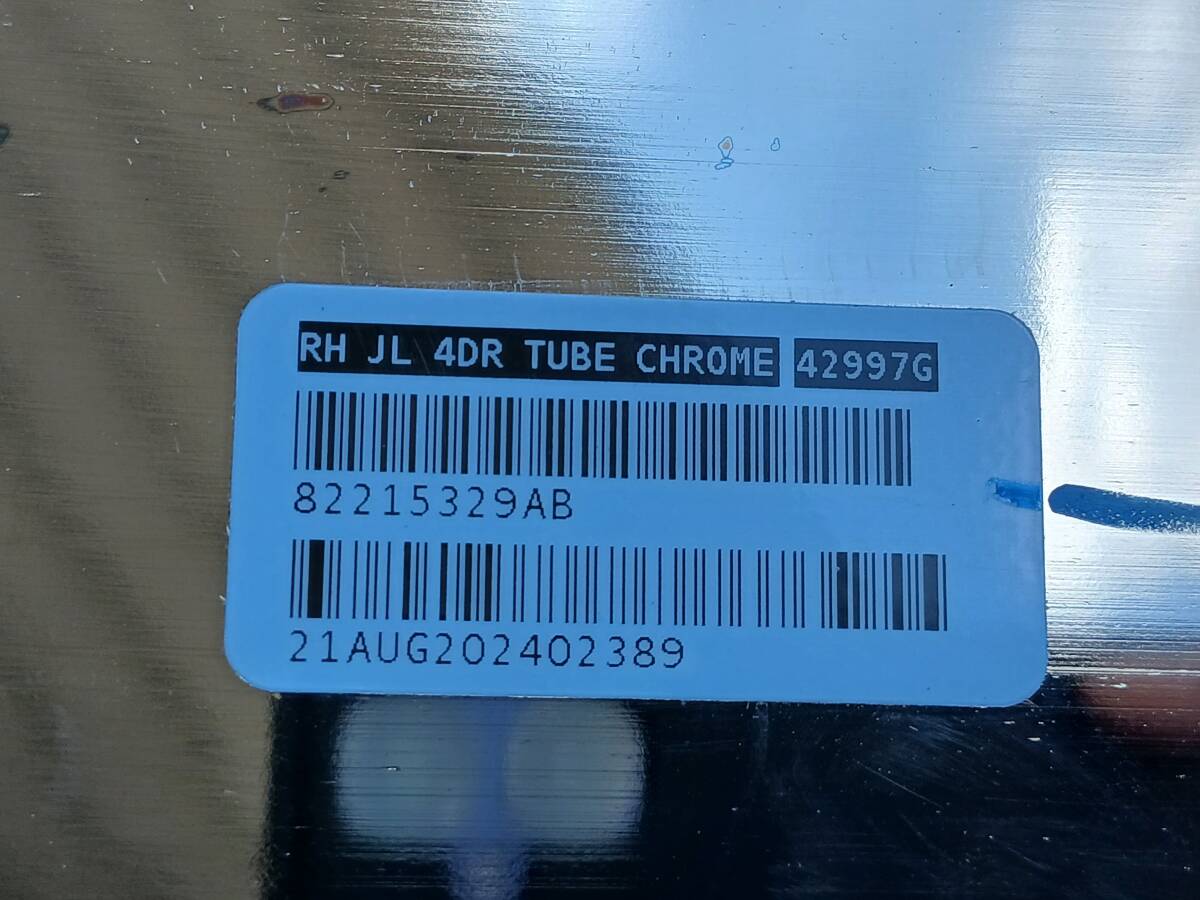 RH JL 4DR TUBE CHROME 42997G
82215329AB
21AUG202402389